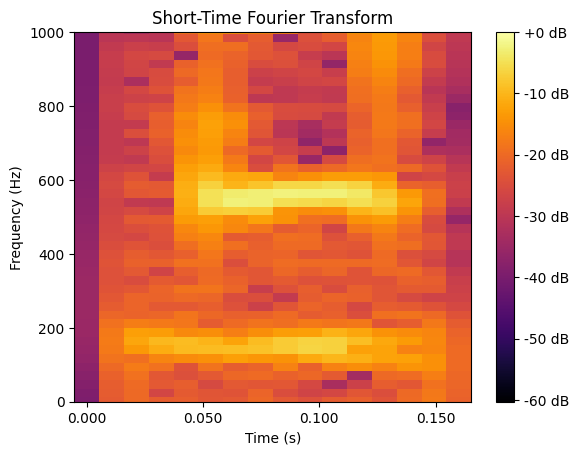 Short-Time Fourier Transform
Frequency (Hz)
1000
800
600
400
200
0
0.000 0.050 0.100 0.150
Time (s)
+0 dB
-10 dB
-20 dB
-30 dB
-40 dB
-50 dB
-60 dB